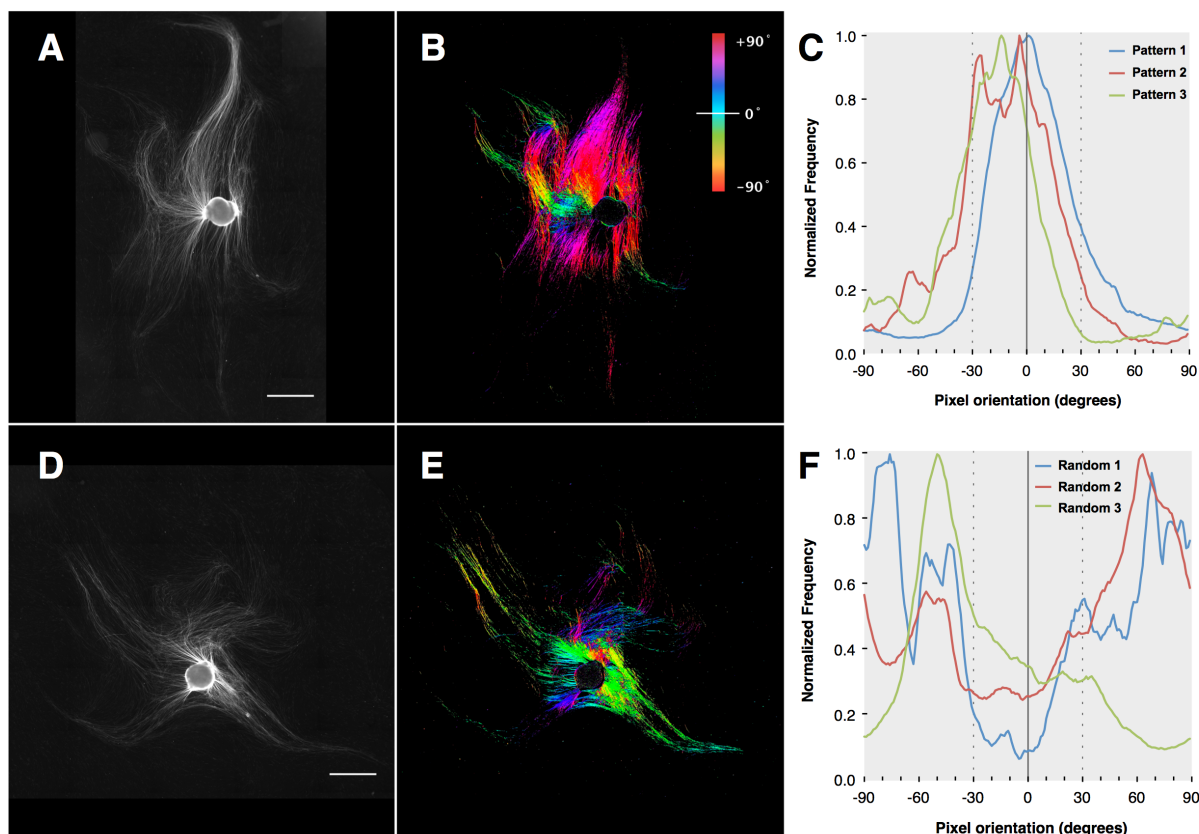 A
B
+90°
0°
-90°
C
Pattern 1
Pattern 2
Pattern 3
Normalized Frequency
1.0
0.8
0.6
0.4
0.2
0.0
-90 -60 -30 0 30 60 90
Pixel orientation (degrees)
D
E
F
Random 1
Random 2
Random 3
Normalized Frequency
1.0
0.8
0.6
0.4
0.2
0.0
-90 -60 -30 0 30 60 90
Pixel orientation (degrees)